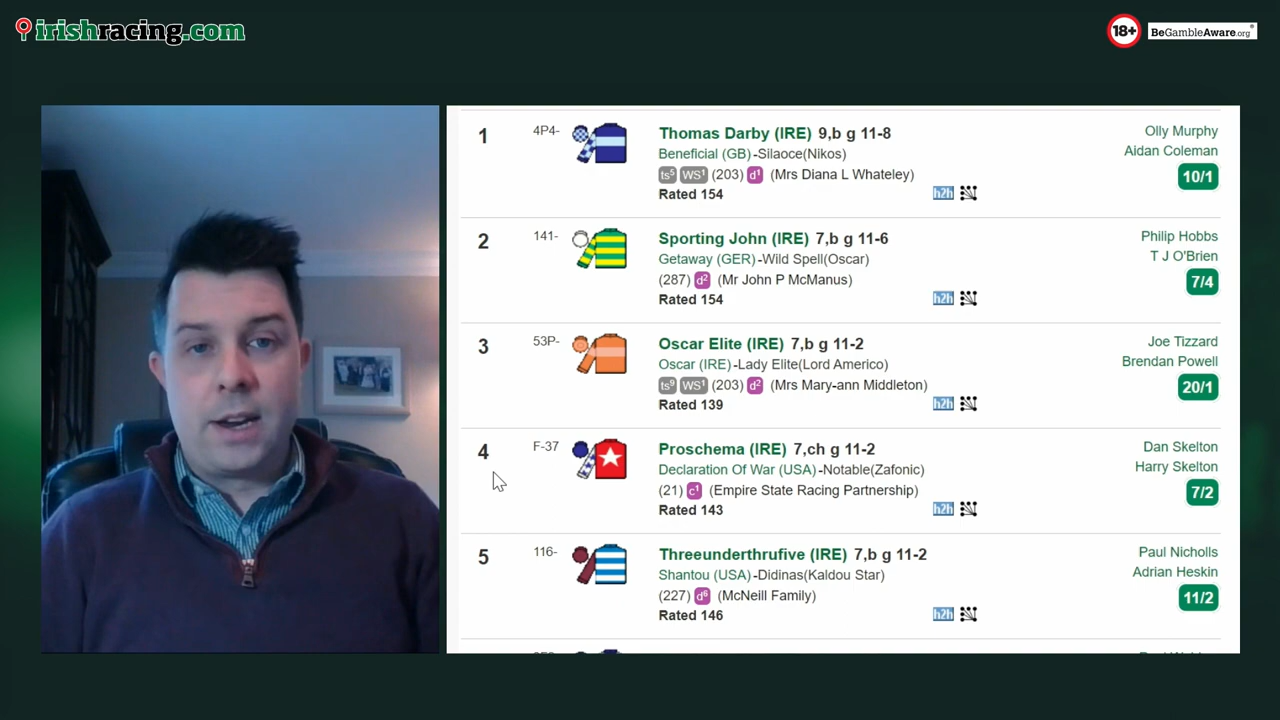 irishracing.com
18+
BeGambleAware.org®
1
4P4-
Thomas Darby (IRE) 9,b g 11-8
Beneficial (GB)-Silaoce(Nikos)
ts5 WS1 (203) d1 (Mrs Diana L Whateley)
Rated 154
h2h
Olly Murphy
Aidan Coleman
10/1
2
141-
Sporting John (IRE) 7,b g 11-6
Getaway (GER)-Wild Spell(Oscar)
(287) d2 (Mr John P McManus)
Rated 154
h2h
Philip Hobbs
T J O'Brien
7/4
3
53P-
Oscar Elite (IRE) 7,b g 11-2
Oscar (IRE)-Lady Elite(Lord Americo)
ts9 WS1 (203) d2 (Mrs Mary-ann Middleton)
Rated 139
h2h
Joe Tizzard
Brendan Powell
20/1
4
F-37
Proschema (IRE) 7,ch g 11-2
Declaration Of War (USA)-Notable(Zafonic)
(21) c1 (Empire State Racing Partnership)
Rated 143
h2h
Dan Skelton
Harry Skelton
7/2
5
116-
Threeunderthrufive (IRE) 7,b g 11-2
Shantou (USA)-Didinas(Kaldou Star)
(227) d6 (McNeill Family)
Rated 146
h2h
Paul Nicholls
Adrian Heskin
11/2